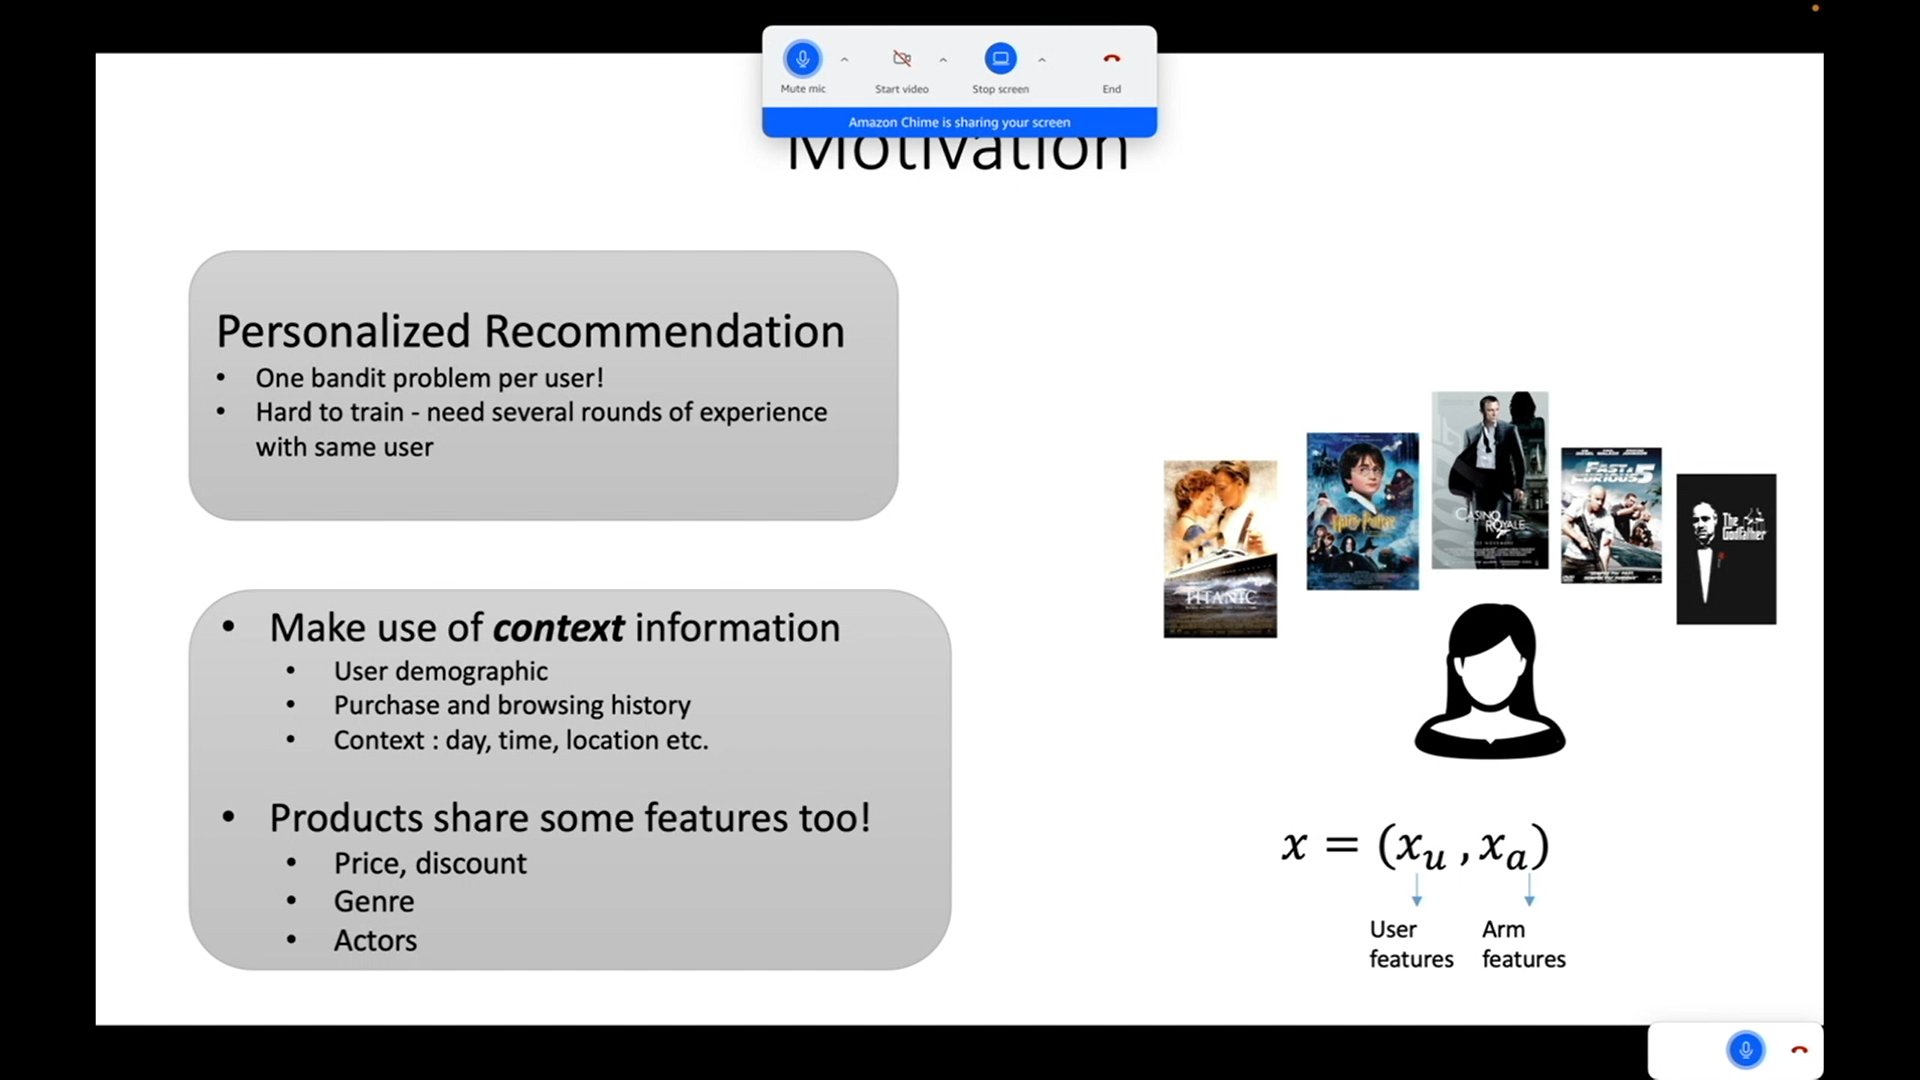 Mute mic
Start video
Stop screen
End
Amazon Chime is sharing your screen
Motivation
Personalized Recommendation
• One bandit problem per user!
• Hard to train - need several rounds of experience
with same user
• Make use of context information
• User demographic
• Purchase and browsing history
• Context : day, time, location etc.
• Products share some features too!
• Price, discount
• Genre
• Actors
TITANIC
Harry Potter
CASINO
ROYALE
FAST &
FURIOUS 5
The
Godfather
x = (x_u , x_a)
User
features
Arm
features